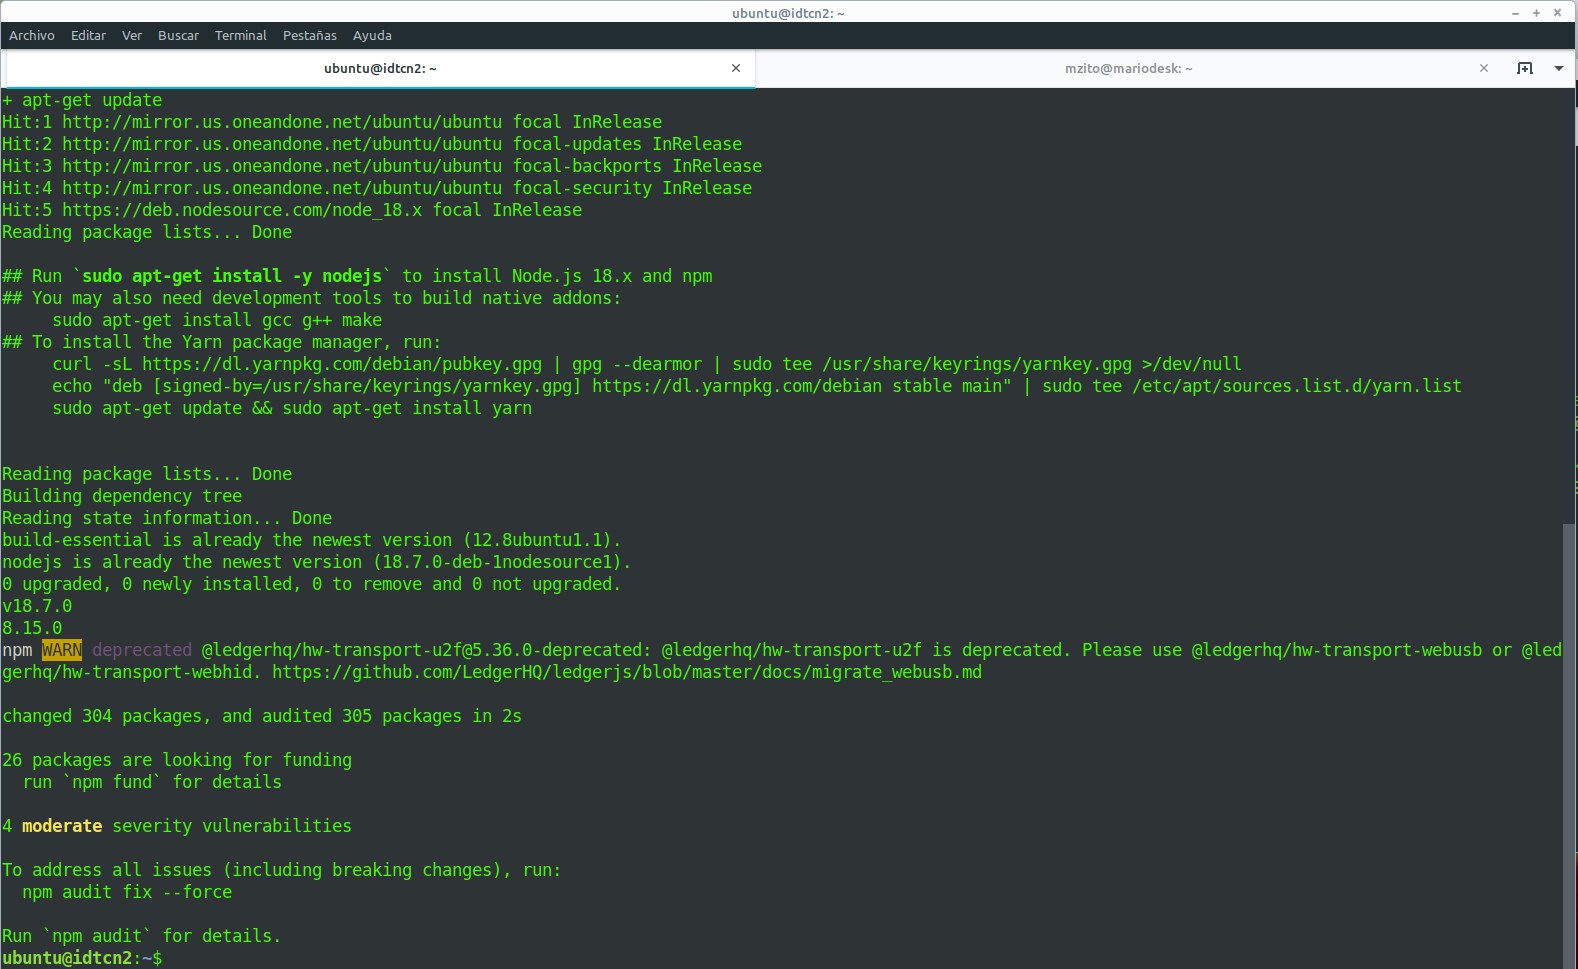 ubuntu@idtcn2: ~
Archivo Editar Ver Buscar Terminal Pestañas Ayuda
ubuntu@idtcn2: ~ mzito@mariodesk: ~
+ apt-get update
Hit:1 http://mirror.us.oneandone.net/ubuntu/ubuntu focal InRelease
Hit:2 http://mirror.us.oneandone.net/ubuntu/ubuntu focal-updates InRelease
Hit:3 http://mirror.us.oneandone.net/ubuntu/ubuntu focal-backports InRelease
Hit:4 http://mirror.us.oneandone.net/ubuntu/ubuntu focal-security InRelease
Hit:5 https://deb.nodesource.com/node_18.x focal InRelease
Reading package lists... Done
## Run `sudo apt-get install -y nodejs` to install Node.js 18.x and npm
## You may also need development tools to build native addons:
     sudo apt-get install gcc g++ make
## To install the Yarn package manager, run:
     curl -sL https://dl.yarnpkg.com/debian/pubkey.gpg | gpg --dearmor | sudo tee /usr/share/keyrings/yarnkey.gpg >/dev/null
     echo "deb [signed-by=/usr/share/keyrings/yarnkey.gpg] https://dl.yarnpkg.com/debian stable main" | sudo tee /etc/apt/sources.list.d/yarn.list
     sudo apt-get update && sudo apt-get install yarn
Reading package lists... Done
Building dependency tree
Reading state information... Done
build-essential is already the newest version (12.8ubuntu1.1).
nodejs is already the newest version (18.7.0-deb-1nodesource1).
0 upgraded, 0 newly installed, 0 to remove and 0 not upgraded.
v18.7.0
8.15.0
npm WARN deprecated @ledgerhq/hw-transport-u2f@5.36.0-deprecated: @ledgerhq/hw-transport-u2f is deprecated. Please use @ledgerhq/hw-transport-webusb or @led
gerhq/hw-transport-webhid. https://github.com/LedgerHQ/ledgerjs/blob/master/docs/migrate_webusb.md
changed 304 packages, and audited 305 packages in 2s
26 packages are looking for funding
  run `npm fund` for details
4 moderate severity vulnerabilities
To address all issues (including breaking changes), run:
  npm audit fix --force
Run `npm audit` for details.
ubuntu@idtcn2:~$